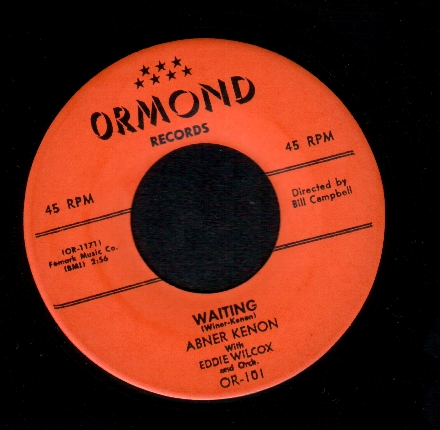 ORMOND
RECORDS
45 RPM
45 RPM
Directed by
Bill Campbell
(OR-1171)
Femark Music Co.
(BMI) 2:56
WAITING
(Winer-Kenon)
ABNER KENON
With
EDDIE WILCOX
and Orch.
OR-101